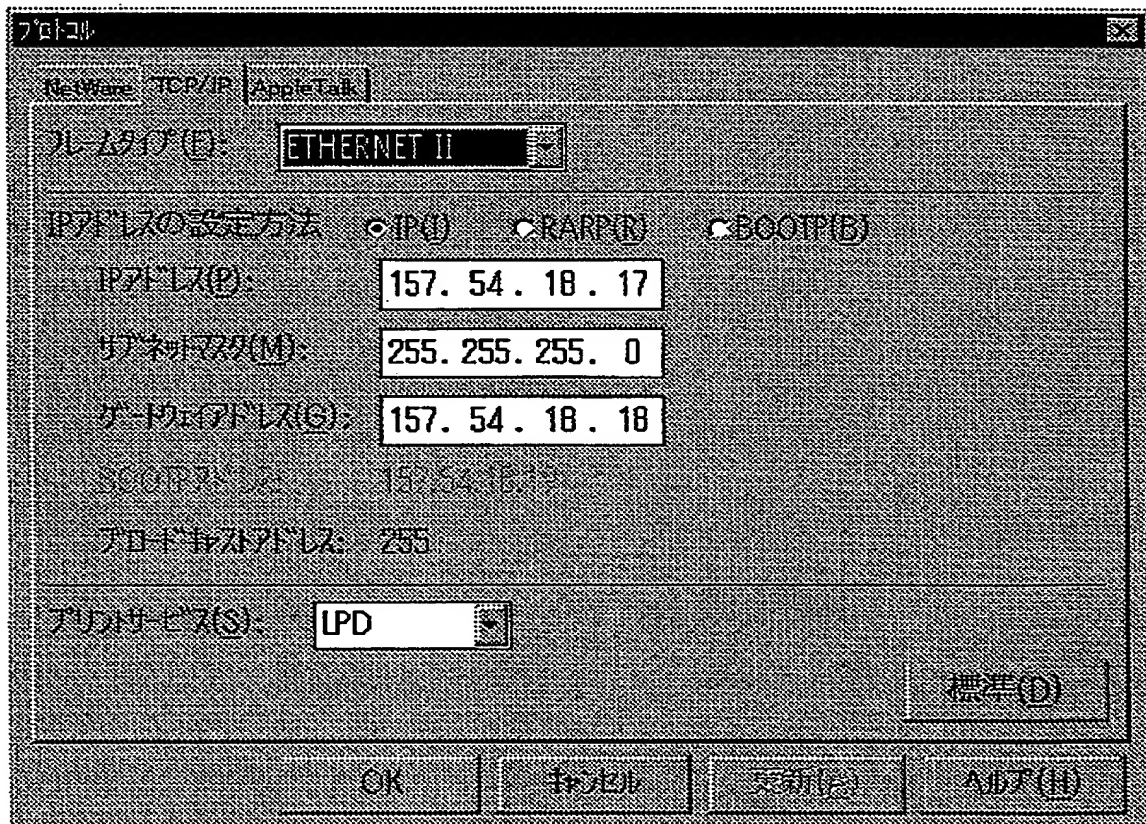 プロトコル
NetWare TCP/IP AppleTalk
フレームタイプ(F): ETHERNET II
IPアドレスの設定方法 IP(I) RARP(R) BOOTP(B)
IPアドレス(P): 157. 54 . 18 . 17
サブネットマスク(M): 255. 255. 255. 0
ゲートウェイアドレス(G): 157. 54 . 18 . 18
ブロードキャストアドレス: 255
プリントサービス(S): LPD
標準(D)
OK キャンセル 更新(A) ヘルプ(H)